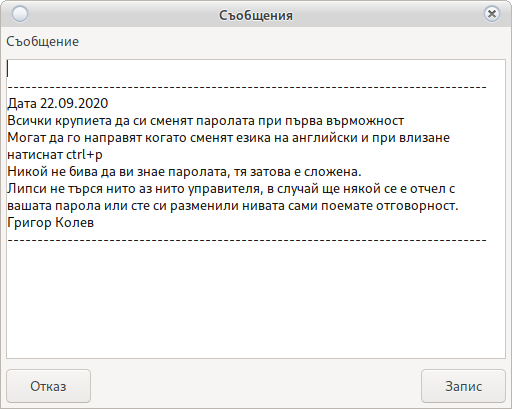 Съобщения
Съобщение
--------------------------------------------------------------------------------
Дата 22.09.2020
Всички крупиета да си сменят паролата при първа върможност
Могат да го направят когато сменят езика на английски и при влизане
натиснат ctrl+p
Никой не бива да ви знае паролата, тя затова е сложена.
Липси не търся нито аз нито управителя, в случай ще някой се е отчел с
вашата парола или сте си разменили нивата сами поемате отговорност.
Григор Колев
--------------------------------------------------------------------------------
Отказ
Запис